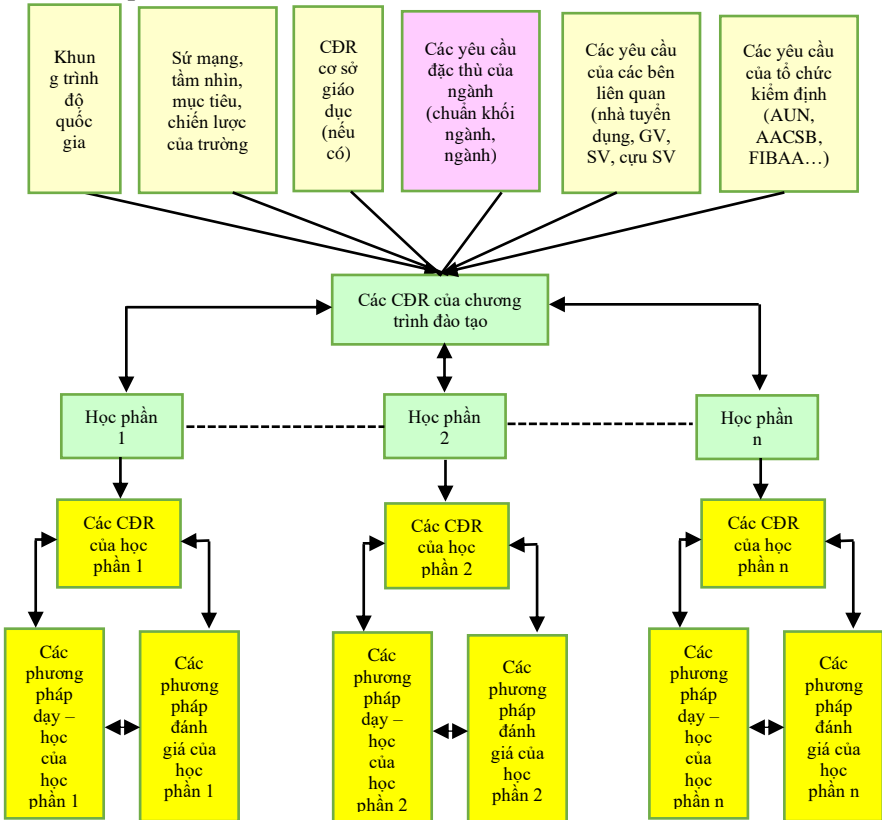 Khun
g trình
độ
quốc
gia
Sứ mạng,
tầm nhìn,
mục tiêu,
chiến lược
của trường
CĐR
cơ sở
giáo
dục
(nếu
có)
Các yêu cầu
đặc thù của
ngành
(chuẩn khối
ngành,
ngành)
Các yêu cầu
của các bên
liên quan
(nhà tuyển
dụng, GV,
SV, cựu SV
Các yêu cầu
của tổ chức
kiểm định
(AUN,
AACSB,
FIBAA…)
Các CĐR của chương
trình đào tạo
Học phần
1
Học phần
2
Học phần
n
Các CĐR
của học
phần 1
Các CĐR
của học
phần 2
Các CĐR
của học
phần n
Các
phương
pháp
dạy –
học
của
học
phần 1
Các
phương
pháp
đánh
giá của
học
phần 1
Các
phương
pháp
dạy –
học
của
học
phần 2
Các
phương
pháp
đánh
giá của
học
phần 2
Các
phương
pháp
dạy –
học
của
học
phần n
Các
phương
pháp
đánh
giá của
học
phần n